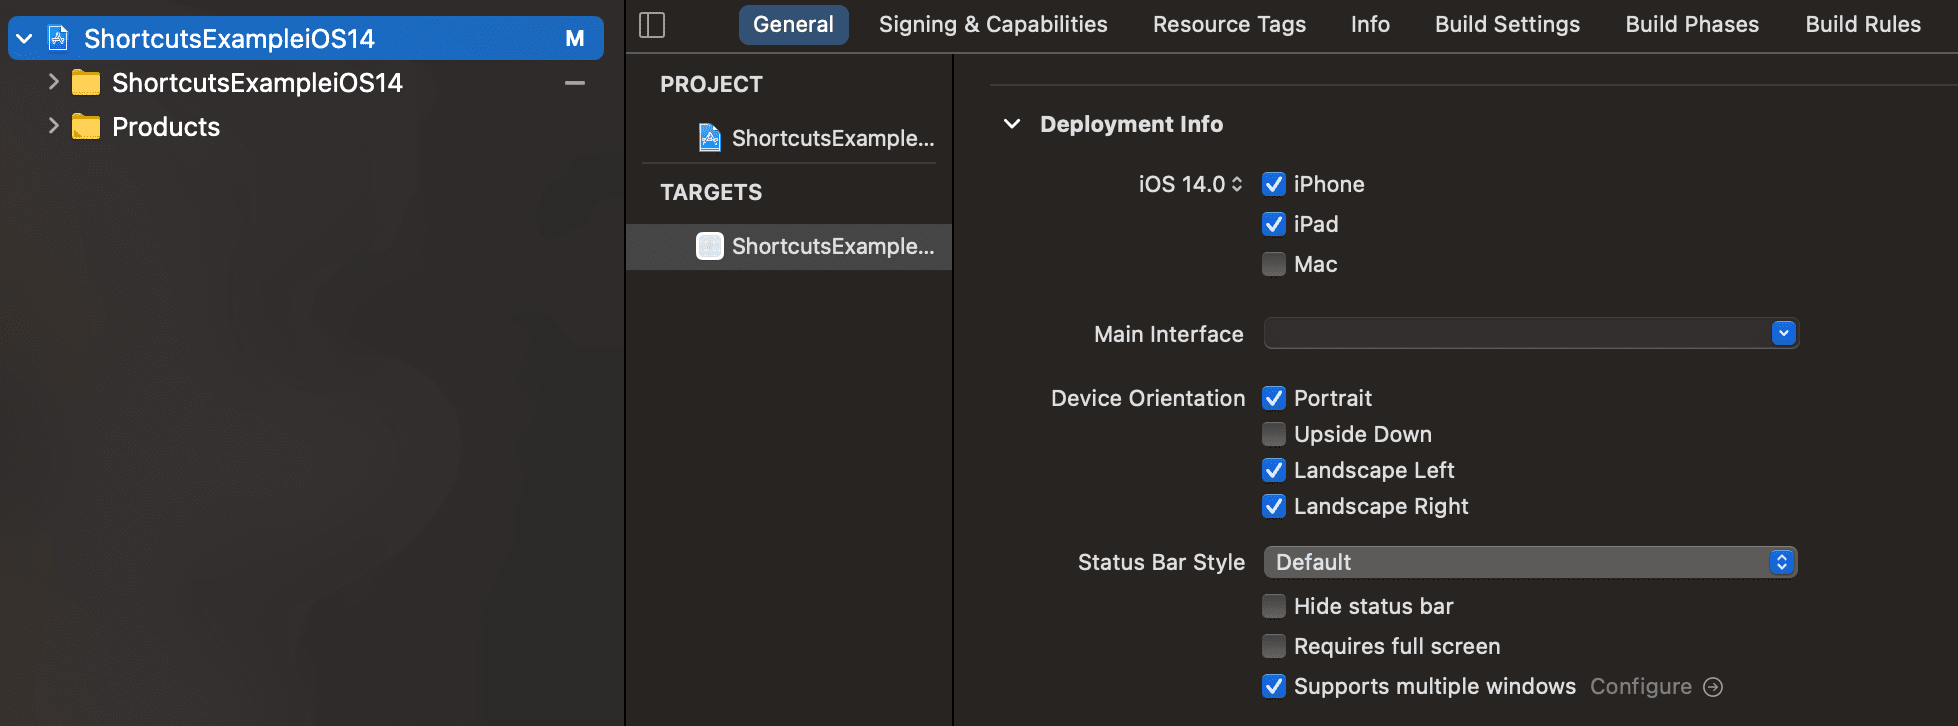 ShortcutsExampleiOS14 M
ShortcutsExampleiOS14
Products
General Signing & Capabilities Resource Tags Info Build Settings Build Phases Build Rules
PROJECT
ShortcutsExample...
TARGETS
ShortcutsExample...
Deployment Info
iOS 14.0 iPhone
iPad
Mac
Main Interface
Device Orientation Portrait
Upside Down
Landscape Left
Landscape Right
Status Bar Style Default
Hide status bar
Requires full screen
Supports multiple windows Configure